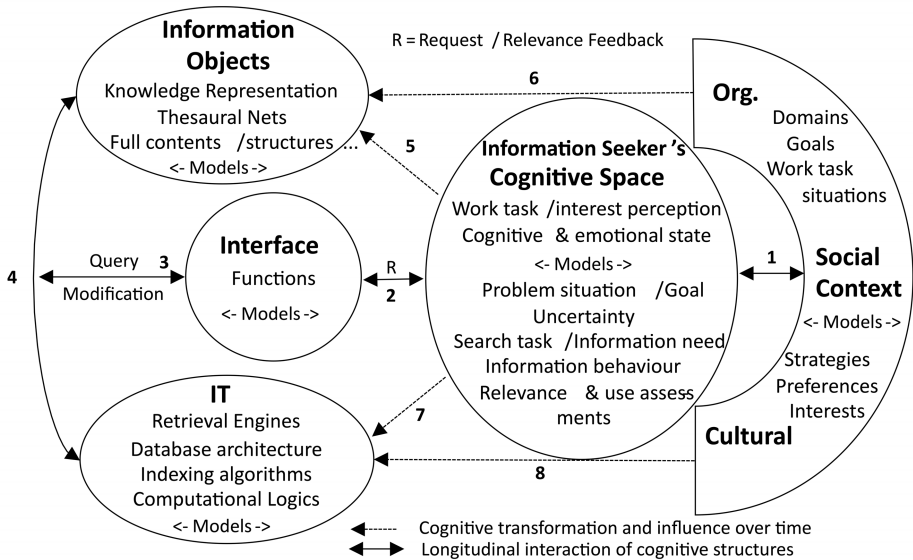 Information
Objects
Knowledge Representation
Thesaural Nets
Full contents /structures ...
<- Models ->
R = Request / Relevance Feedback
6
5
Org.
Domains
Goals
Work task
situations
Information Seeker's
Cognitive Space
Work task /interest perception
Cognitive & emotional state
<- Models ->
Problem situation /Goal
Uncertainty
Search task /Information need
Information behaviour
Relevance & use assess-
ments
1
Social
Context
<- Models ->
Strategies
Preferences
Interests
Cultural
Interface
Functions
<- Models ->
R
2
Query 3
Modification
4
IT
Retrieval Engines
Database architecture
Indexing algorithms
Computational Logics
<- Models ->
7
8
Cognitive transformation and influence over time
Longitudinal interaction of cognitive structures